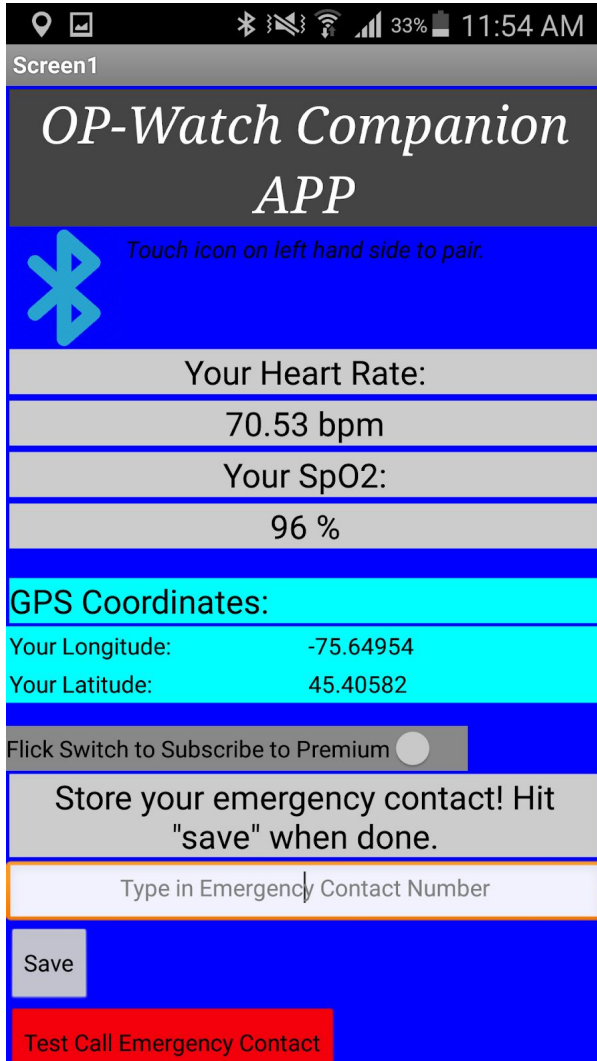 33% 11:54 AM
Screen1
OP-Watch Companion
APP
Touch icon on left hand side to pair.
Your Heart Rate:
70.53 bpm
Your SpO2:
96 %
GPS Coordinates:
Your Longitude: -75.64954
Your Latitude: 45.40582
Flick Switch to Subscribe to Premium
Store your emergency contact! Hit
"save" when done.
Type in Emergency Contact Number
Save
Test Call Emergency Contact